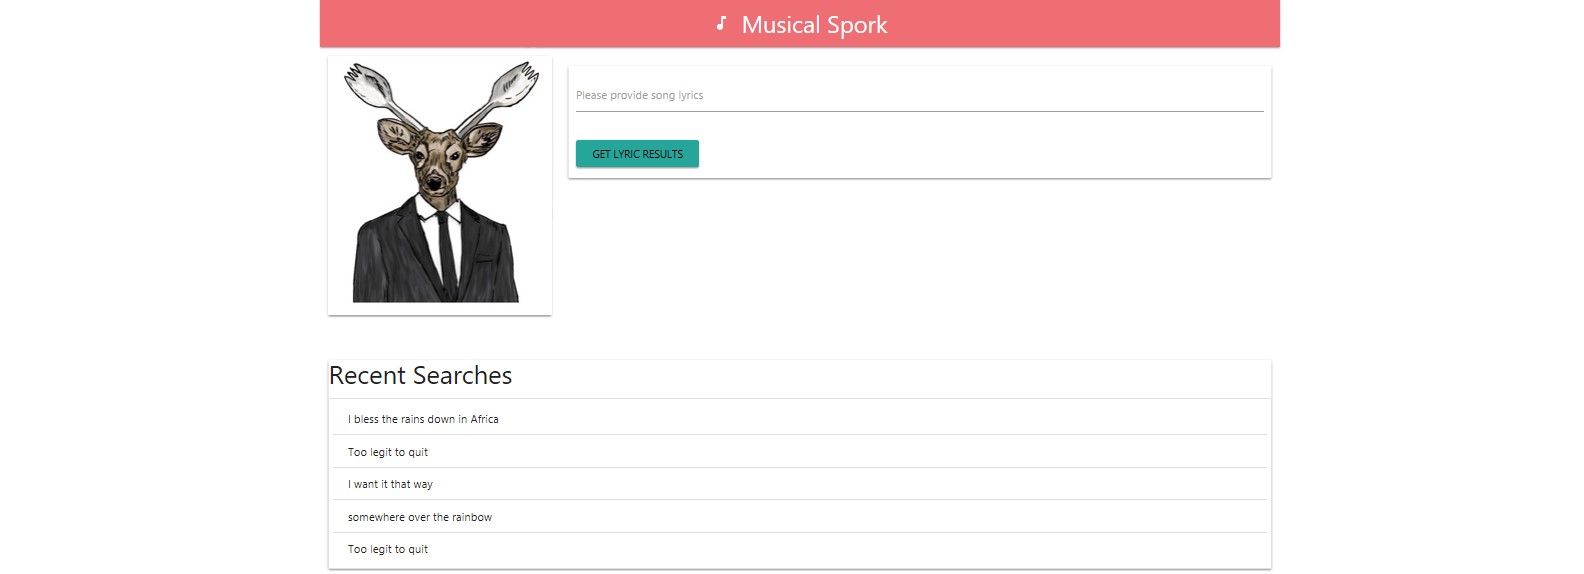 Musical Spork
Please provide song lyrics
GET LYRIC RESULTS
Recent Searches
I bless the rains down in Africa
Too legit to quit
I want it that way
somewhere over the rainbow
Too legit to quit